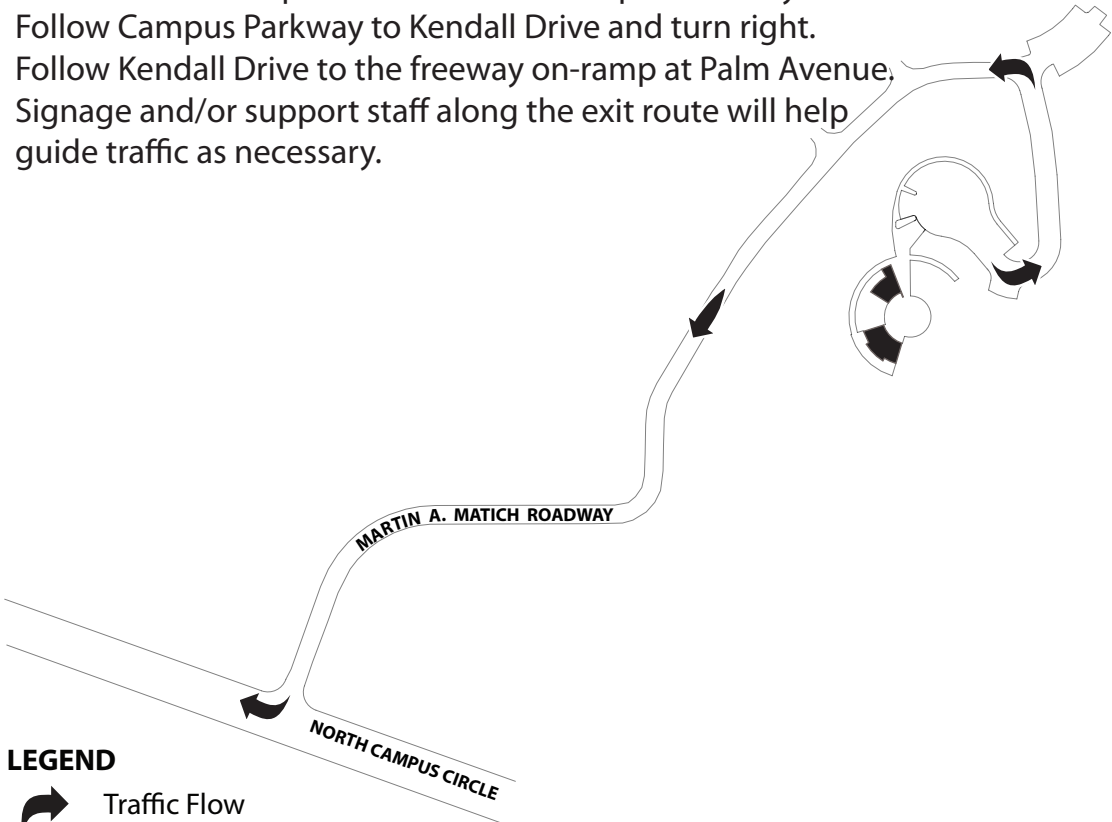 Follow Campus Parkway to Kendall Drive and turn right.
Follow Kendall Drive to the freeway on-ramp at Palm Avenue.
Signage and/or support staff along the exit route will help
guide traffic as necessary.
MARTIN A. MATICH ROADWAY
NORTH CAMPUS CIRCLE
LEGEND
Traffic Flow